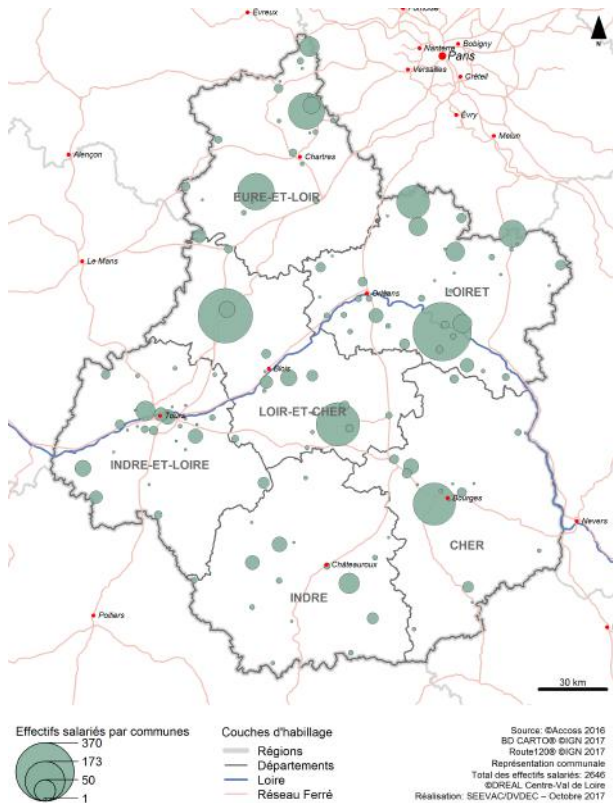 Évreux
N
Nanterre
Bobigny
Paris
Versailles
Créteil
Évry
Melun
Alençon
Chartres
EURE-ET-LOIR
Le Mans
Orléans
LOIRET
Blois
LOIR-ET-CHER
Tours
INDRE-ET-LOIRE
Bourges
Nevers
CHER
Châteauroux
INDRE
Poitiers
30 km
Effectifs salariés par communes
370
173
50
1
Couches d'habillage
Régions
Départements
Loire
Réseau Ferré
Source: ©Accoss 2016
BD CARTO® ©IGN 2017
Route120® ©IGN 2017
Représentation communale
Total des effectifs salariés: 2646
©DREAL Centre-Val de Loire
Réalisation: SEEVAC/DVDEC – Octobre 2017